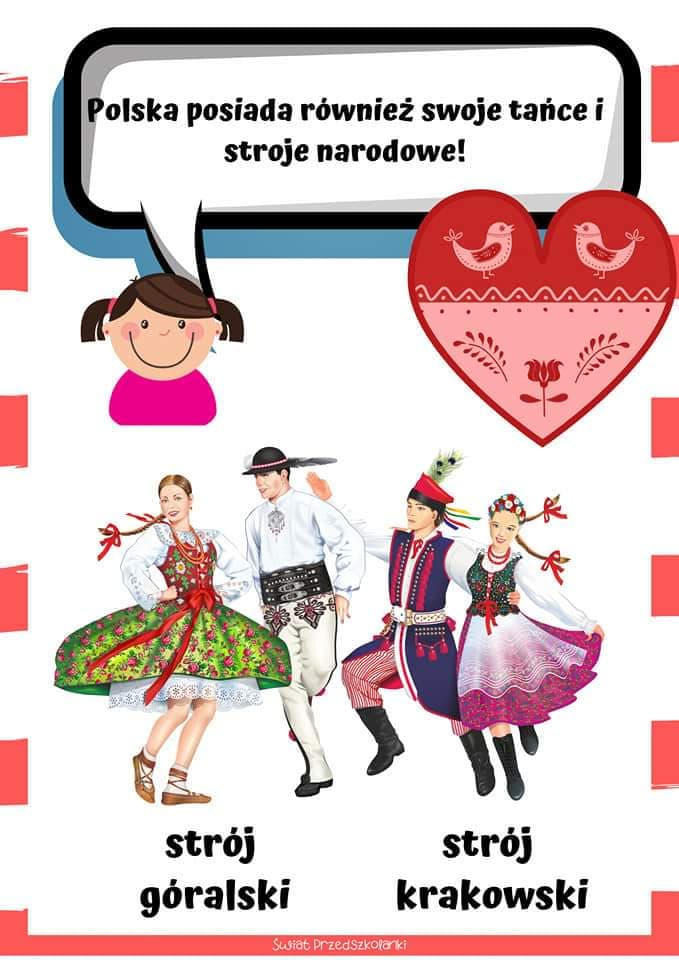 Polska posiada również swoje tańce i
stroje narodowe!
strój
góralski
strój
krakowski
Świat Przedszkolanki